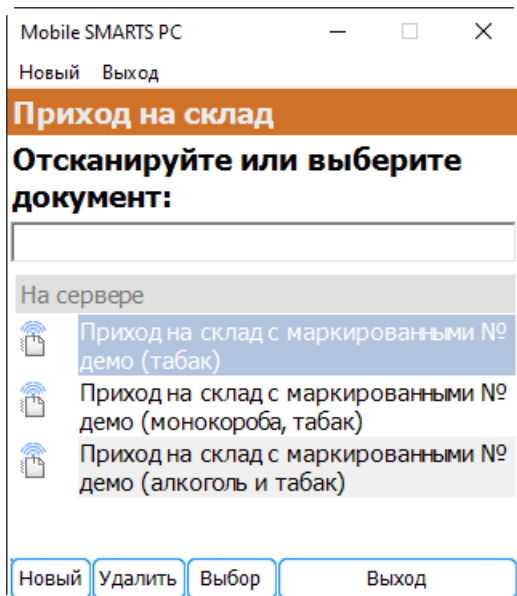 Mobile SMARTS PC
Новый Выход
Приход на склад
Отсканируйте или выберите
документ:
На сервере
Приход на склад с маркированными №
демо (табак)
Приход на склад с маркированными №
демо (монокороба, табак)
Приход на склад с маркированными №
демо (алкоголь и табак)
Новый Удалить Выбор Выход